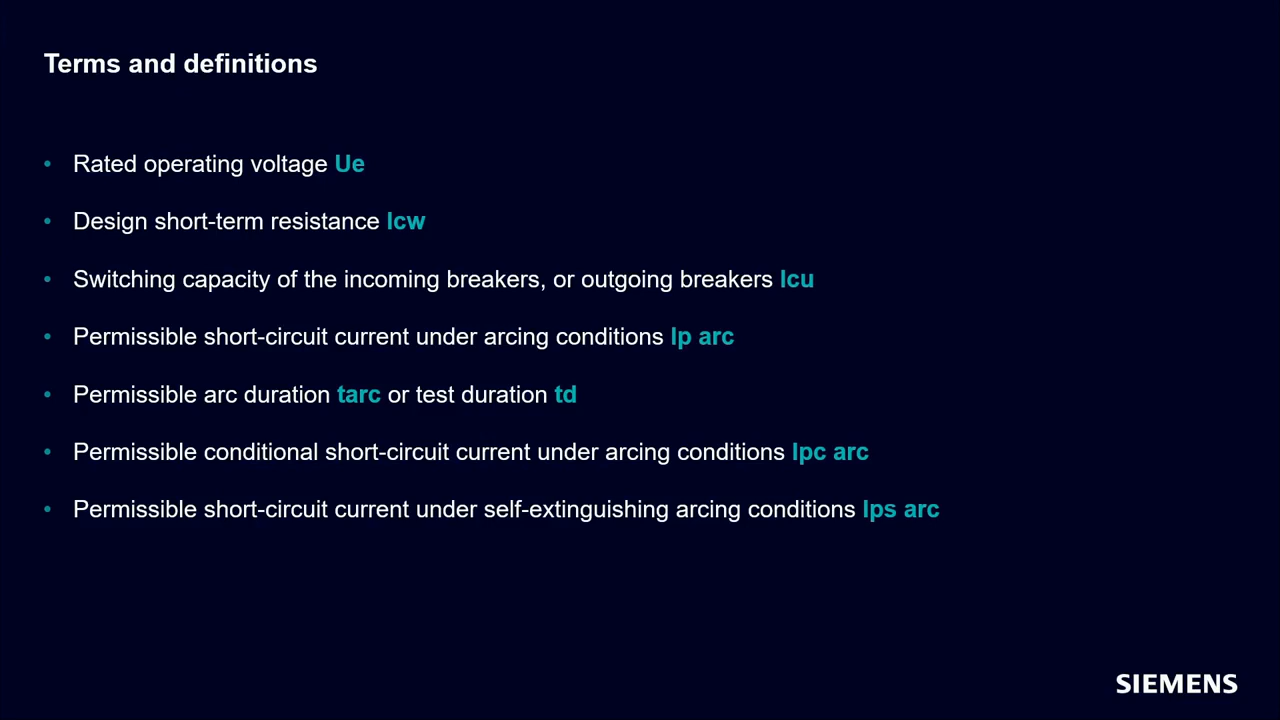 Terms and definitions
• Rated operating voltage Ue
• Design short-term resistance Icw
• Switching capacity of the incoming breakers, or outgoing breakers Icu
• Permissible short-circuit current under arcing conditions Ip arc
• Permissible arc duration tarc or test duration td
• Permissible conditional short-circuit current under arcing conditions Ipc arc
• Permissible short-circuit current under self-extinguishing arcing conditions Ips arc
SIEMENS